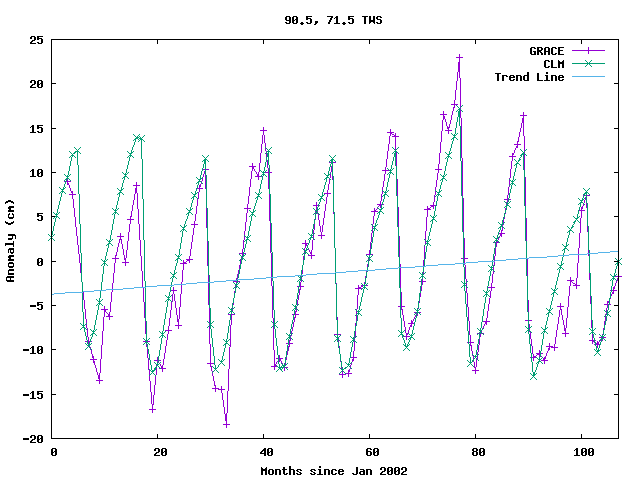 90.5, 71.5 TWS
GRACE
CLM
Trend Line
25
20
15
10
5
0
-5
-10
-15
-20
Anomaly (cm)
0 20 40 60 80 100
Months since Jan 2002